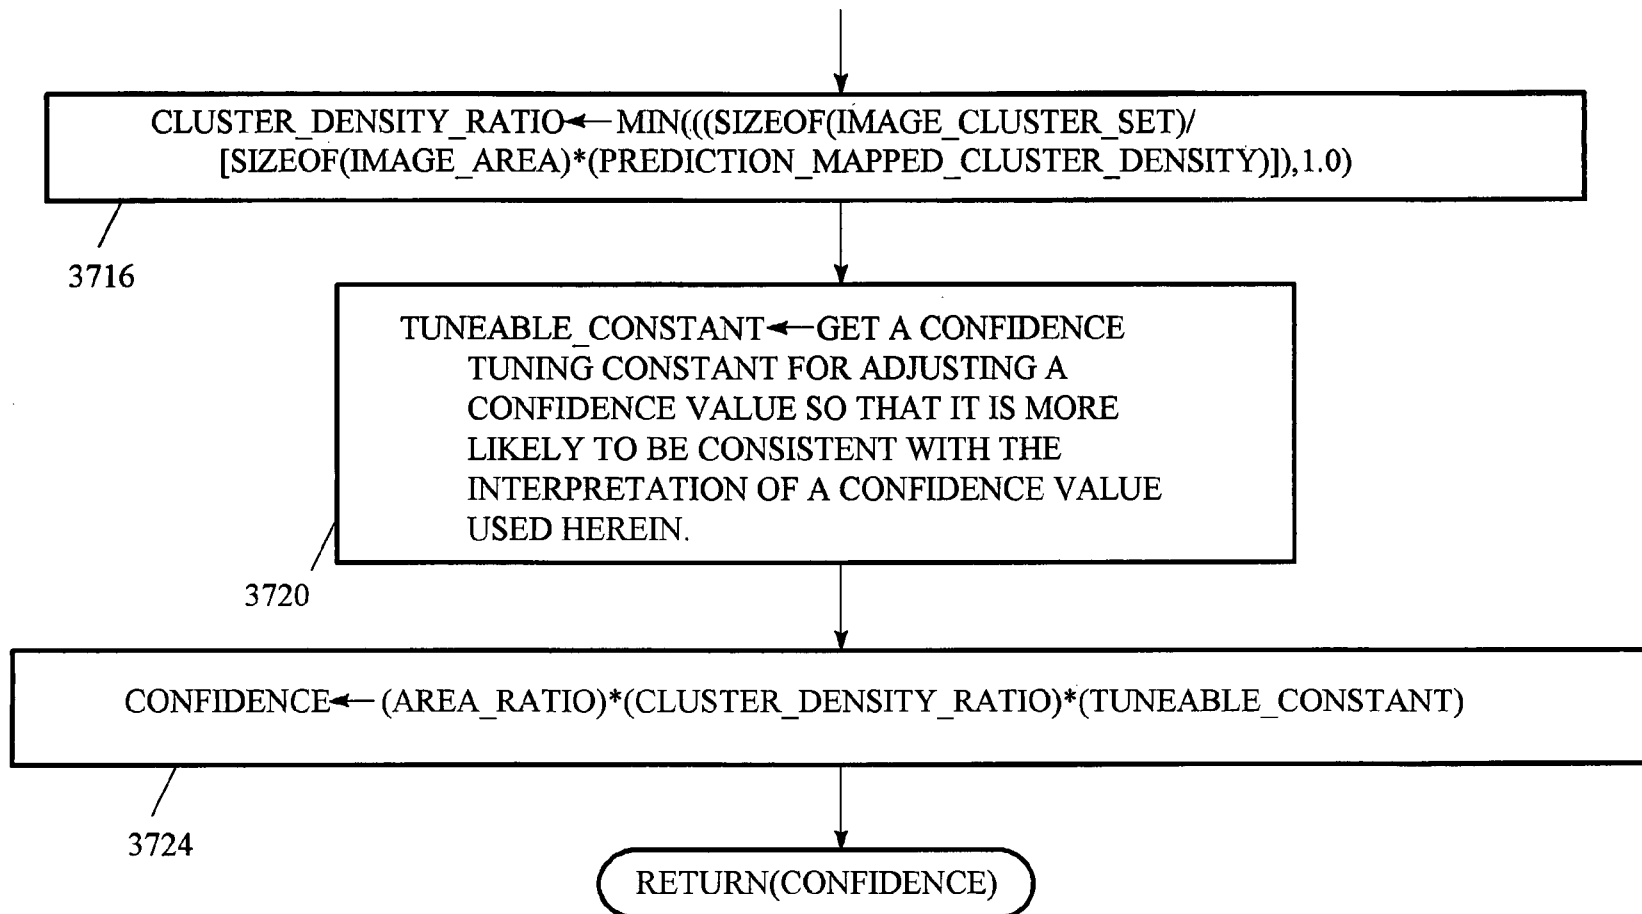 CLUSTER_DENSITY_RATIO←MIN(((SIZEOF(IMAGE_CLUSTER_SET)/
[SIZEOF(IMAGE_AREA)*(PREDICTION_MAPPED_CLUSTER_DENSITY)]),1.0)
3716
TUNEABLE_CONSTANT←GET A CONFIDENCE
TUNING CONSTANT FOR ADJUSTING A
CONFIDENCE VALUE SO THAT IT IS MORE
LIKELY TO BE CONSISTENT WITH THE
INTERPRETATION OF A CONFIDENCE VALUE
USED HEREIN.
3720
CONFIDENCE←(AREA_RATIO)*(CLUSTER_DENSITY_RATIO)*(TUNEABLE_CONSTANT)
3724
RETURN(CONFIDENCE)